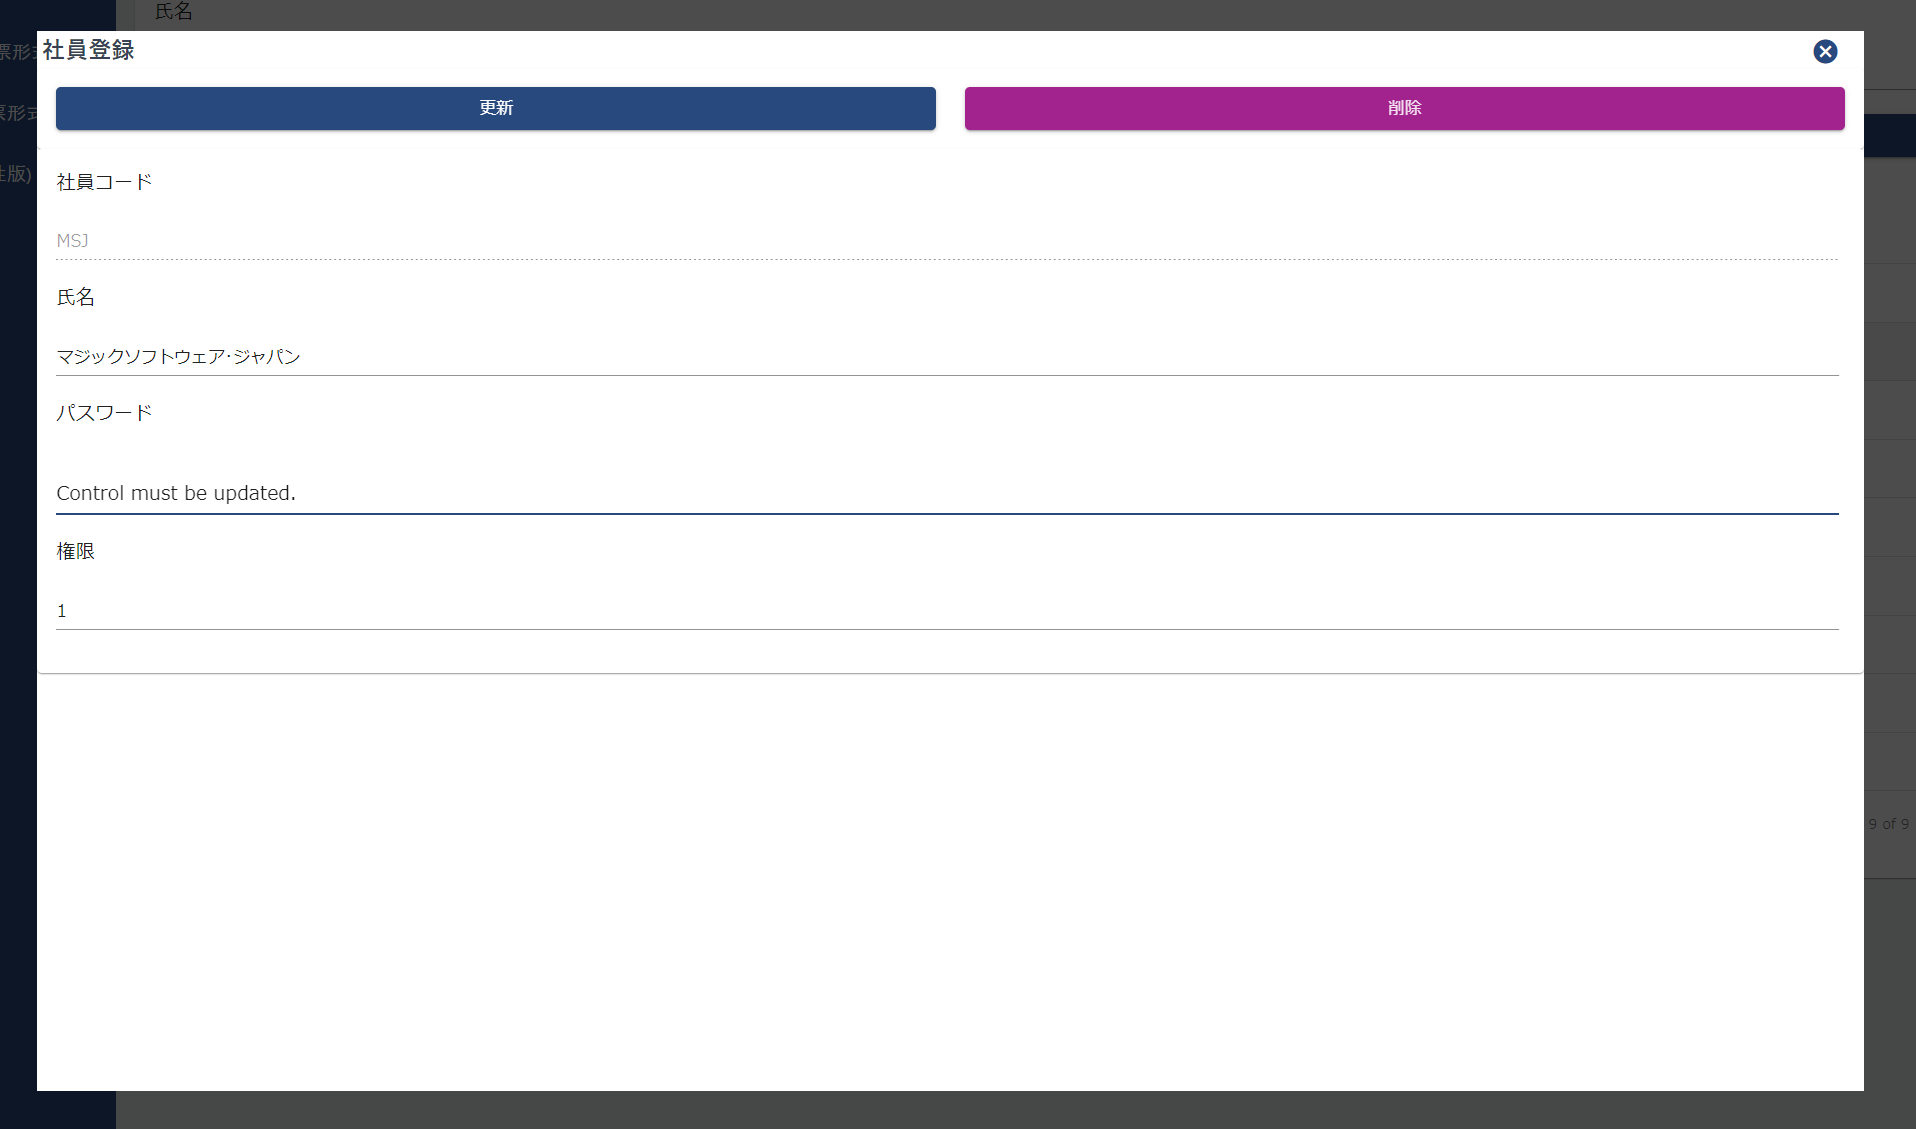 氏名
票形式
社員登録
更新
削除
票形式
社員コード
性版)
MSJ
氏名
マジックソフトウェア・ジャパン
パスワード
Control must be updated.
権限
1
9 of 9